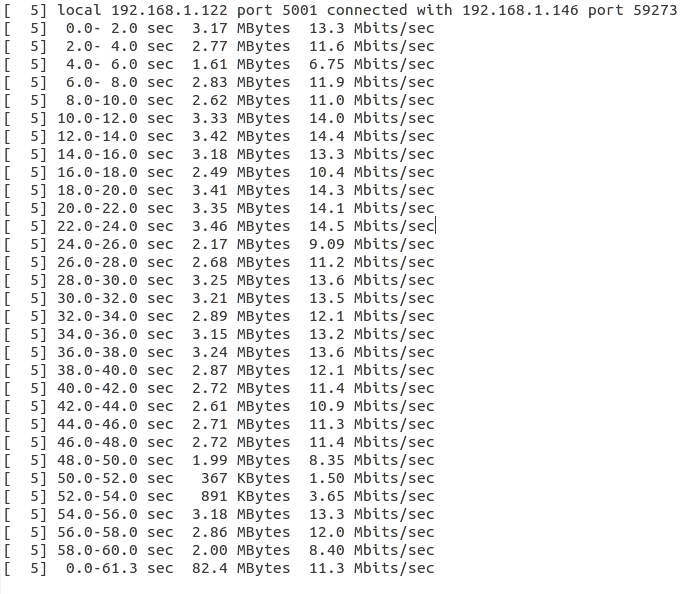 [  5] local 192.168.1.122 port 5001 connected with 192.168.1.146 port 59273
[  5]  0.0- 2.0 sec  3.17 MBytes  13.3 Mbits/sec
[  5]  2.0- 4.0 sec  2.77 MBytes  11.6 Mbits/sec
[  5]  4.0- 6.0 sec  1.61 MBytes  6.75 Mbits/sec
[  5]  6.0- 8.0 sec  2.83 MBytes  11.9 Mbits/sec
[  5]  8.0-10.0 sec  2.62 MBytes  11.0 Mbits/sec
[  5] 10.0-12.0 sec  3.33 MBytes  14.0 Mbits/sec
[  5] 12.0-14.0 sec  3.42 MBytes  14.4 Mbits/sec
[  5] 14.0-16.0 sec  3.18 MBytes  13.3 Mbits/sec
[  5] 16.0-18.0 sec  2.49 MBytes  10.4 Mbits/sec
[  5] 18.0-20.0 sec  3.41 MBytes  14.3 Mbits/sec
[  5] 20.0-22.0 sec  3.35 MBytes  14.1 Mbits/sec
[  5] 22.0-24.0 sec  3.46 MBytes  14.5 Mbits/sec
[  5] 24.0-26.0 sec  2.17 MBytes  9.09 Mbits/sec
[  5] 26.0-28.0 sec  2.68 MBytes  11.2 Mbits/sec
[  5] 28.0-30.0 sec  3.25 MBytes  13.6 Mbits/sec
[  5] 30.0-32.0 sec  3.21 MBytes  13.5 Mbits/sec
[  5] 32.0-34.0 sec  2.89 MBytes  12.1 Mbits/sec
[  5] 34.0-36.0 sec  3.15 MBytes  13.2 Mbits/sec
[  5] 36.0-38.0 sec  3.24 MBytes  13.6 Mbits/sec
[  5] 38.0-40.0 sec  2.87 MBytes  12.1 Mbits/sec
[  5] 40.0-42.0 sec  2.72 MBytes  11.4 Mbits/sec
[  5] 42.0-44.0 sec  2.61 MBytes  10.9 Mbits/sec
[  5] 44.0-46.0 sec  2.71 MBytes  11.3 Mbits/sec
[  5] 46.0-48.0 sec  2.72 MBytes  11.4 Mbits/sec
[  5] 48.0-50.0 sec  1.99 MBytes  8.35 Mbits/sec
[  5] 50.0-52.0 sec   367 KBytes  1.50 Mbits/sec
[  5] 52.0-54.0 sec   891 KBytes  3.65 Mbits/sec
[  5] 54.0-56.0 sec  3.18 MBytes  13.3 Mbits/sec
[  5] 56.0-58.0 sec  2.86 MBytes  12.0 Mbits/sec
[  5] 58.0-60.0 sec  2.00 MBytes  8.40 Mbits/sec
[  5]  0.0-61.3 sec  82.4 MBytes  11.3 Mbits/sec